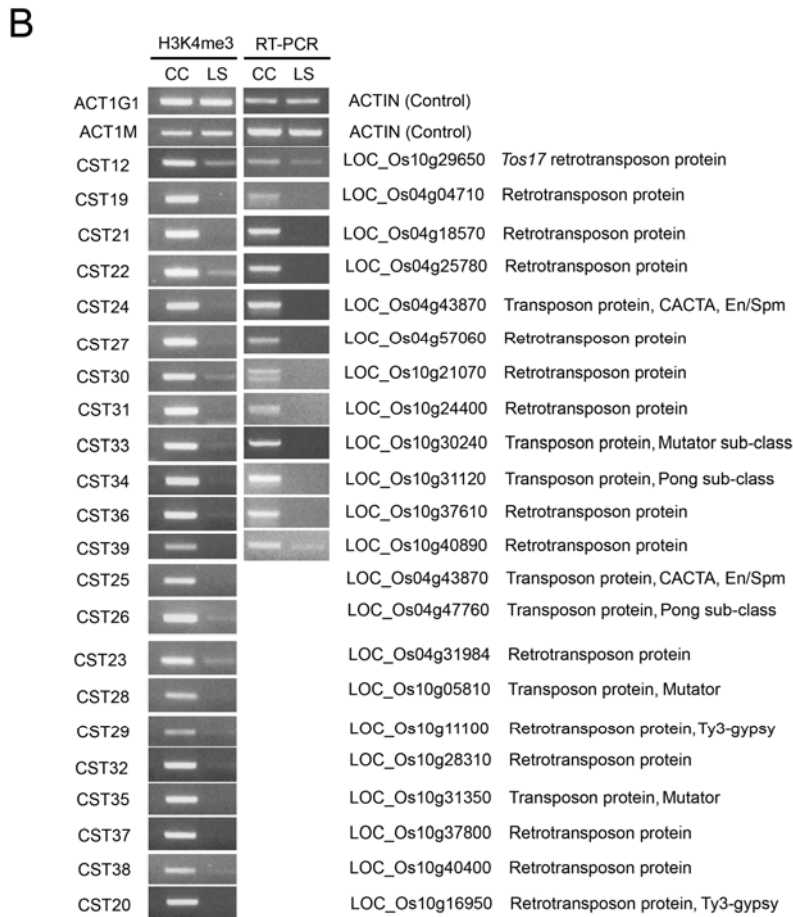 B
H3K4me3 RT-PCR
CC LS CC LS
ACT1G1 ACTIN (Control)
ACT1M ACTIN (Control)
CST12 LOC_Os10g29650 Tos17 retrotransposon protein
CST19 LOC_Os04g04710 Retrotransposon protein
CST21 LOC_Os04g18570 Retrotransposon protein
CST22 LOC_Os04g25780 Retrotransposon protein
CST24 LOC_Os04g43870 Transposon protein, CACTA, En/Spm
CST27 LOC_Os04g57060 Retrotransposon protein
CST30 LOC_Os10g21070 Retrotransposon protein
CST31 LOC_Os10g24400 Retrotransposon protein
CST33 LOC_Os10g30240 Transposon protein, Mutator sub-class
CST34 LOC_Os10g31120 Transposon protein, Pong sub-class
CST36 LOC_Os10g37610 Retrotransposon protein
CST39 LOC_Os10g40890 Retrotransposon protein
CST25 LOC_Os04g43870 Transposon protein, CACTA, En/Spm
CST26 LOC_Os04g47760 Transposon protein, Pong sub-class
CST23 LOC_Os04g31984 Retrotransposon protein
CST28 LOC_Os10g05810 Transposon protein, Mutator
CST29 LOC_Os10g11100 Retrotransposon protein, Ty3-gypsy
CST32 LOC_Os10g28310 Retrotransposon protein
CST35 LOC_Os10g31350 Transposon protein, Mutator
CST37 LOC_Os10g37800 Retrotransposon protein
CST38 LOC_Os10g40400 Retrotransposon protein
CST20 LOC_Os10g16950 Retrotransposon protein, Ty3-gypsy